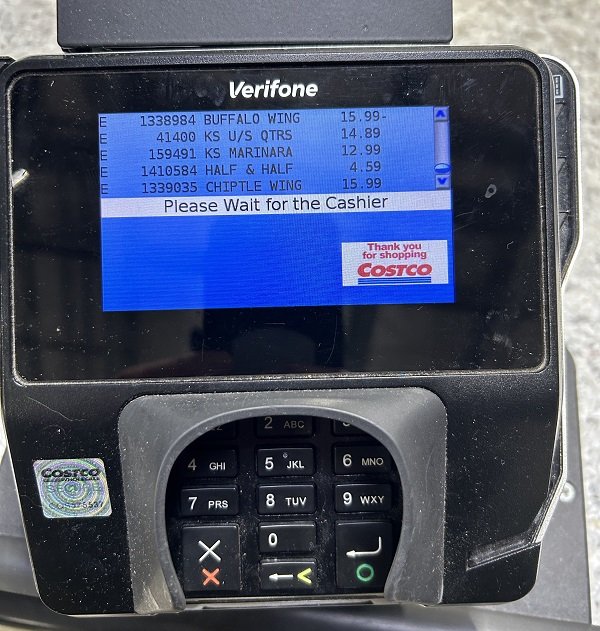 Verifone
E 1338984 BUFFALO WING 15.99-
E 41400 KS U/S QTRS 14.89
E 159491 KS MARINARA 12.99
E 1410584 HALF & HALF 4.59
E 1339035 CHIPTLE WING 15.99
Please Wait for the Cashier
Thank you
for shopping
COSTCO
2 ABC
4 GHI 5 JKL 6 MNO
7 PRS 8 TUV 9 WXY
0
COSTCO